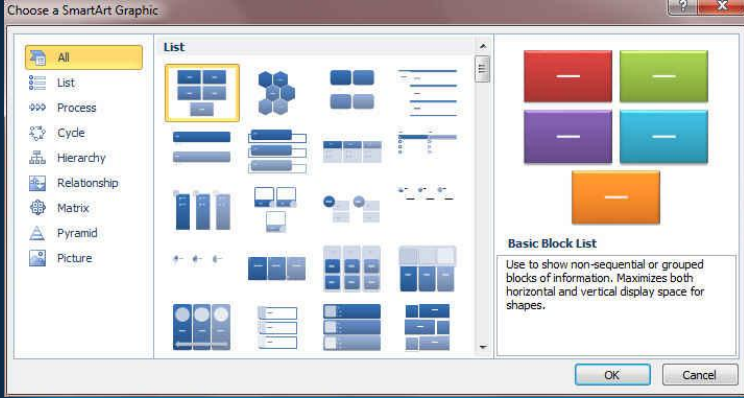 Choose a SmartArt Graphic
All
List
Process
Cycle
Hierarchy
Relationship
Matrix
Pyramid
Picture
List
Basic Block List
Use to show non-sequential or grouped
blocks of information. Maximizes both
horizontal and vertical display space for
shapes.
OK
Cancel